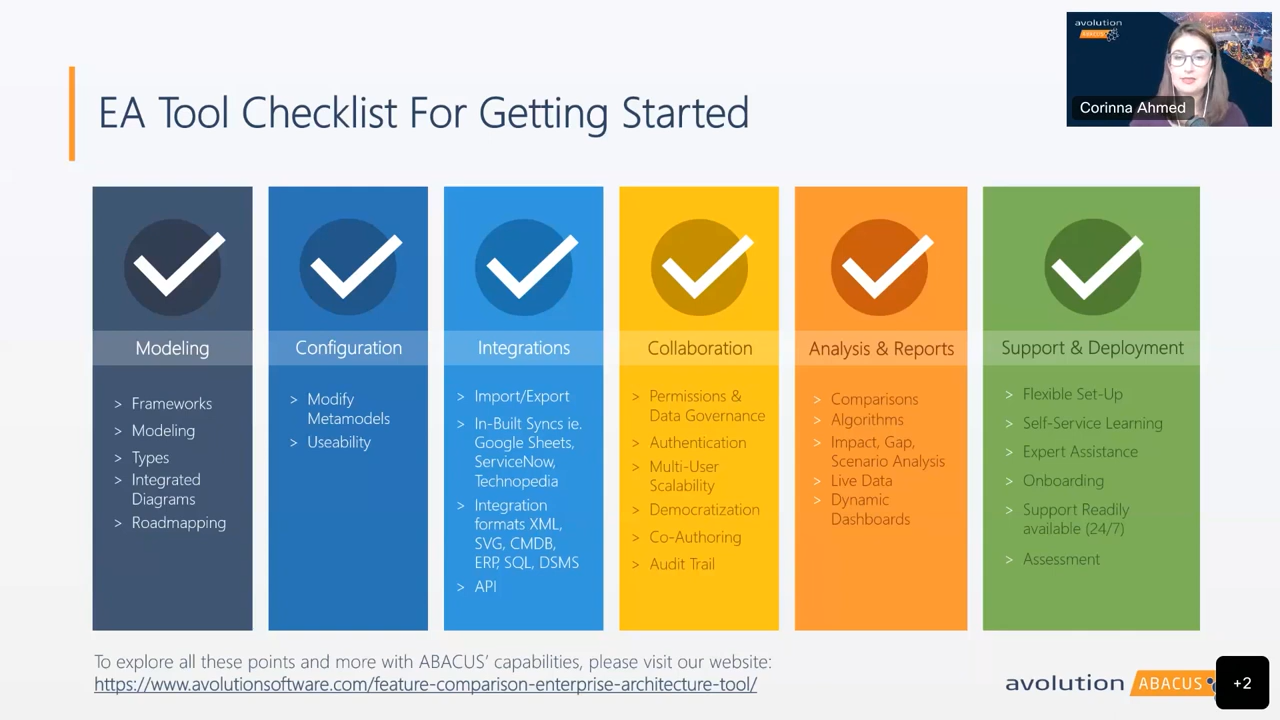 avolution
ABACUS
Corinna Ahmed
EA Tool Checklist For Getting Started
Modeling
> Frameworks
> Modeling
> Types
> Integrated
Diagrams
> Roadmapping
Configuration
> Modify
Metamodels
> Useability
Integrations
> Import/Export
> In-Built Syncs ie.
Google Sheets,
ServiceNow,
Technopedia
> Integration
formats XML,
SVG, CMDB,
ERP, SQL, DSMS
> API
Collaboration
> Permissions &
Data Governance
> Authentication
> Multi-User
Scalability
> Democratization
> Co-Authoring
> Audit Trail
Analysis & Reports
> Comparisons
> Algorithms
> Impact, Gap,
Scenario Analysis
> Live Data
> Dynamic
Dashboards
Support & Deployment
> Flexible Set-Up
> Self-Service Learning
> Expert Assistance
> Onboarding
> Support Readily
available (24/7)
> Assessment
To explore all these points and more with ABACUS' capabilities, please visit our website:
https://www.avolutionsoftware.com/feature-comparison-enterprise-architecture-tool/
avolution ABACUS
+2